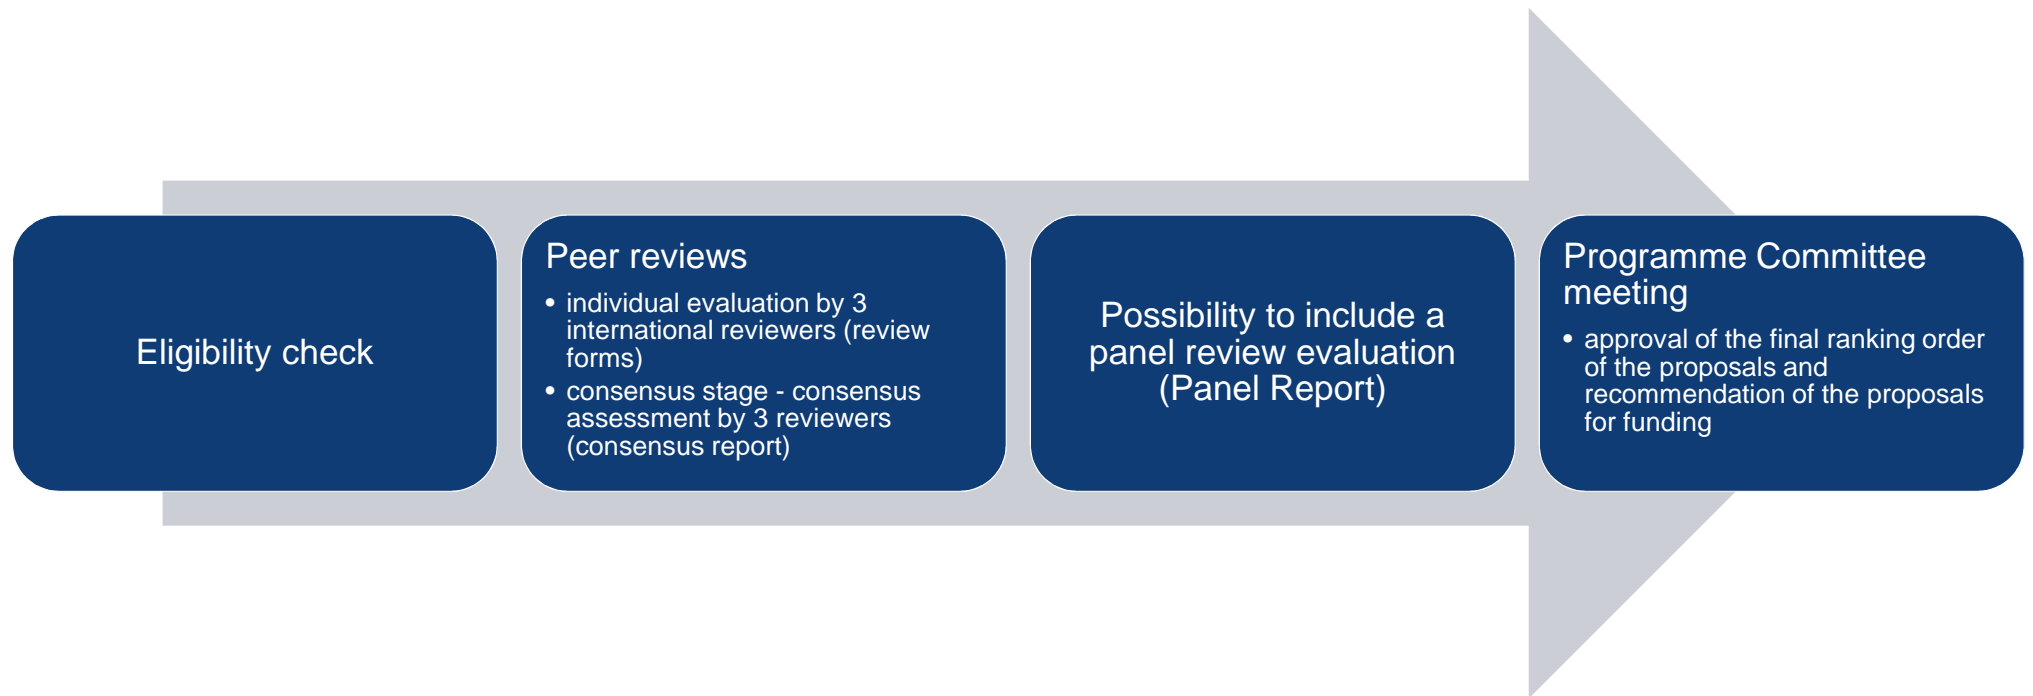 Eligibility check
Peer reviews
• individual evaluation by 3
international reviewers (review
forms)
• consensus stage - consensus
assessment by 3 reviewers
(consensus report)
Possibility to include a
panel review evaluation
(Panel Report)
Programme Committee
meeting
• approval of the final ranking order
of the proposals and
recommendation of the proposals
for funding